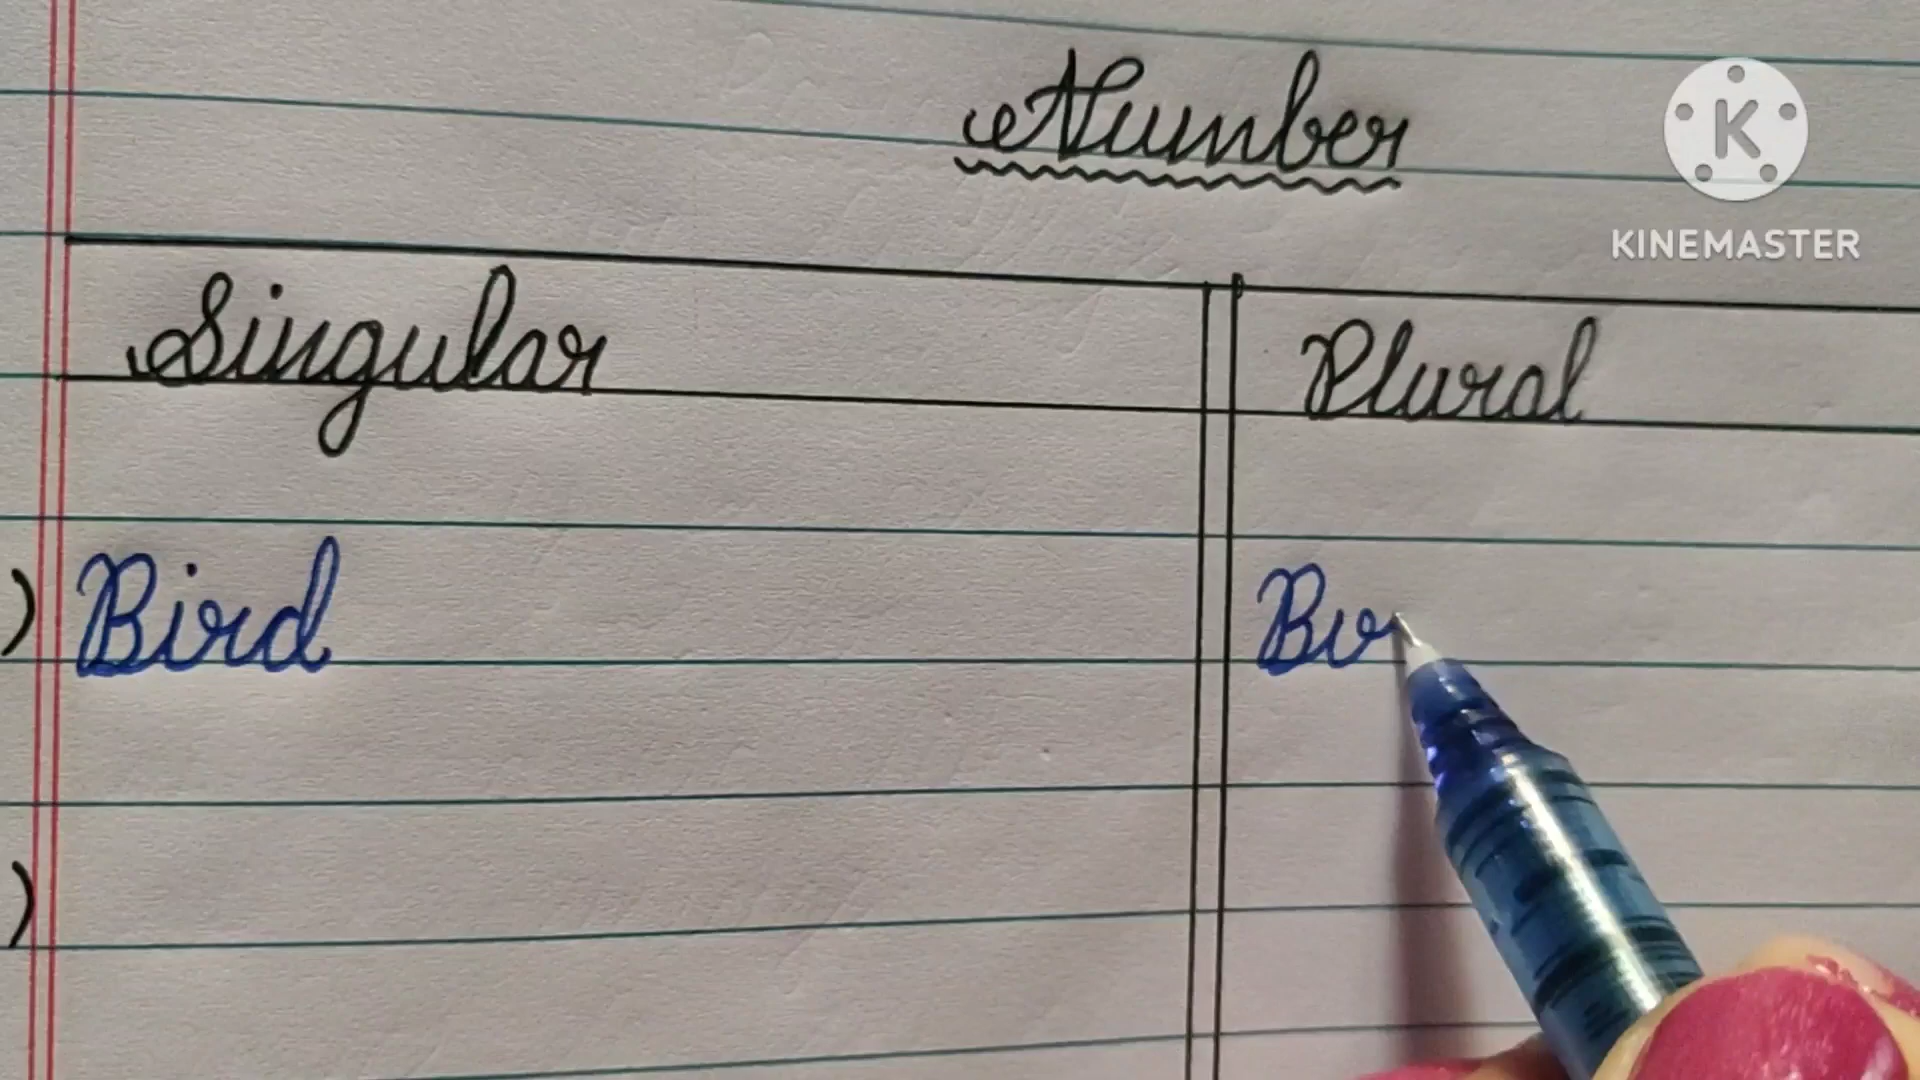 Number
K
KINEMASTER
Singular Plural
) Bird Bir
)